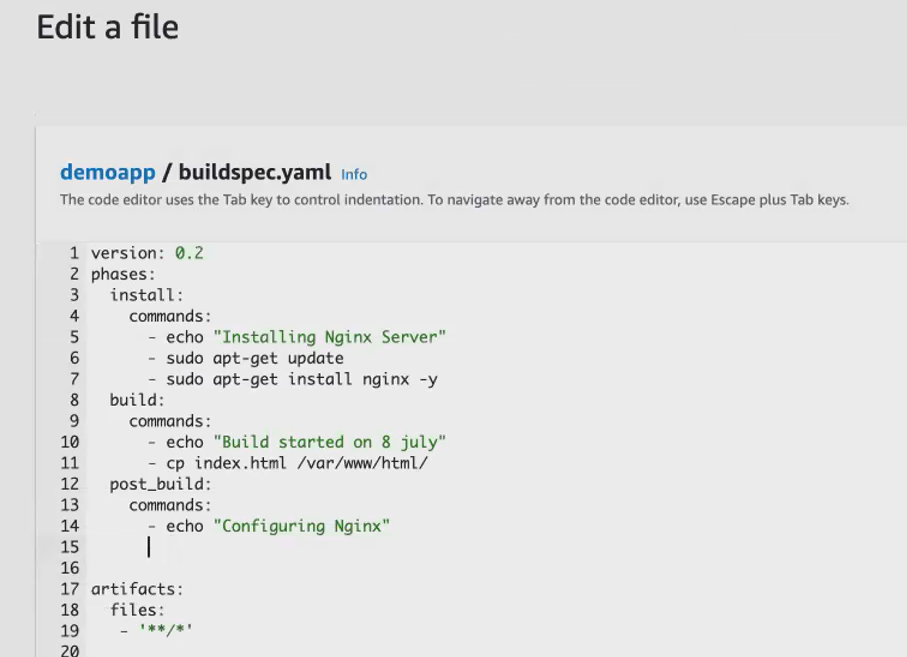 Edit a file
demoapp / buildspec.yaml Info
The code editor uses the Tab key to control indentation. To navigate away from the code editor, use Escape plus Tab keys.
1 version: 0.2
2 phases:
3   install:
4     commands:
5       - echo "Installing Nginx Server"
6       - sudo apt-get update
7       - sudo apt-get install nginx -y
8   build:
9     commands:
10       - echo "Build started on 8 july"
11       - cp index.html /var/www/html/
12   post_build:
13     commands:
14       - echo "Configuring Nginx"
15
16
17 artifacts:
18   files:
19    - '**/*'
20